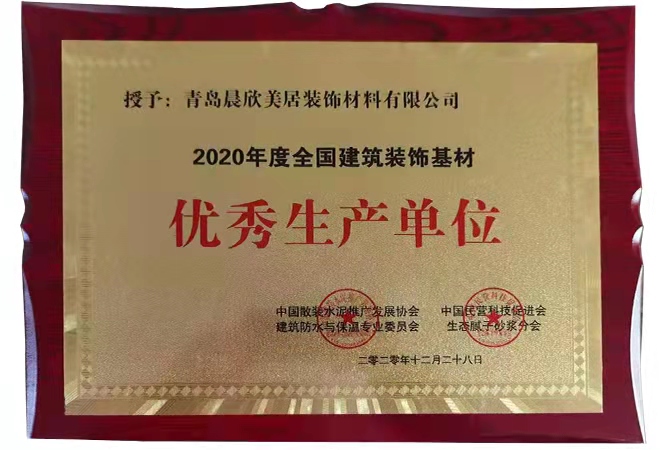 授予：青岛晨欣美居装饰材料有限公司
2020年度全国建筑装饰基材
优秀生产单位
中国散装水泥推广发展协会
建筑防水与保温专业委员会
中国民营科技促进会
生态腻子砂浆分会
二零二零年十二月二十八日